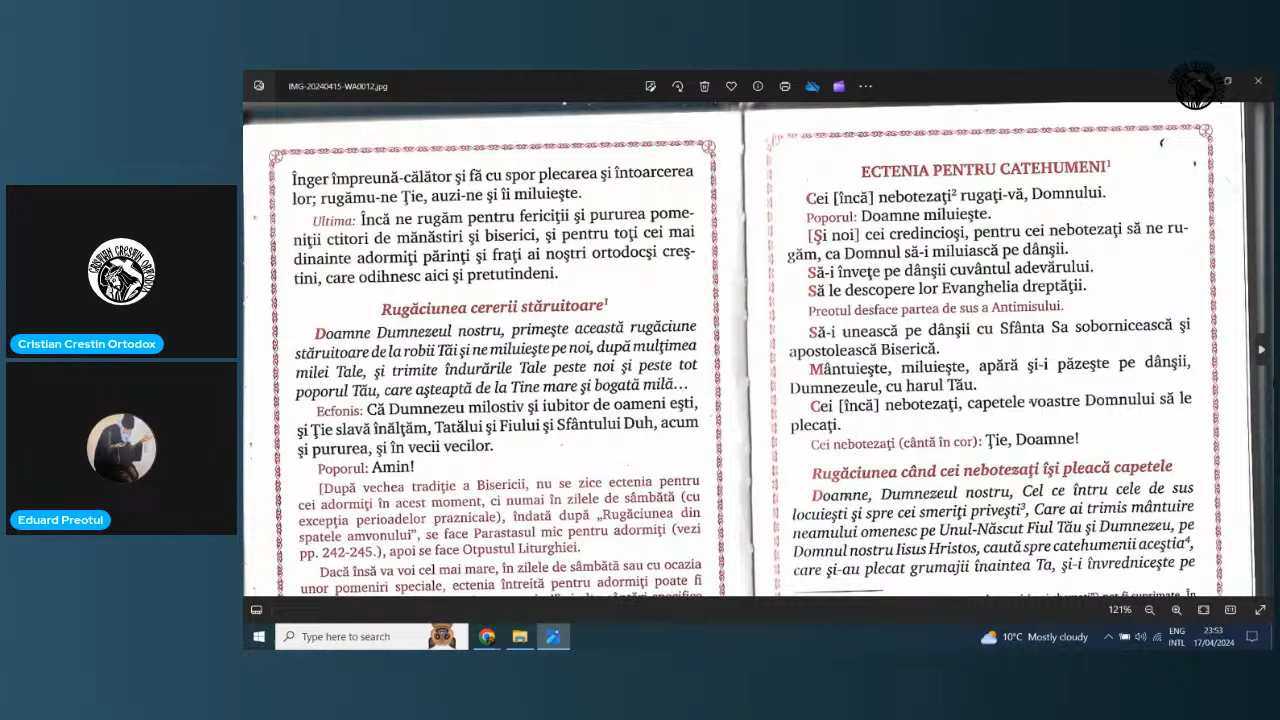 IMG-20240415-WA0012.jpg
Înger împreună-călător și fă cu spor plecarea și întoarcerea
lor; rugămu-ne Ție, auzi-ne și îi miluiește.
Ultima: Încă ne rugăm pentru fericiții și pururea pome-
niții ctitori de mănăstiri și biserici, și pentru toți cei mai
dinainte adormiți părinți și frați ai noștri ortodocși creș-
tini, care odihnesc aici și pretutindeni.
Rugăciunea cererii stăruitoare¹
Doamne Dumnezeul nostru, primește această rugăciune
stăruitoare de la robii Tăi și ne miluiește pe noi, după mulțimea
milei Tale, și trimite îndurările Tale peste noi și peste tot
poporul Tău, care așteaptă de la Tine mare și bogată milă...
Ecfonis: Că Dumnezeu milostiv și iubitor de oameni ești,
și Ție slavă înălțăm, Tatălui și Fiului și Sfântului Duh, acum
și pururea, și în vecii vecilor.
Poporul: Amin!
[După vechea tradiție a Bisericii, nu se zice ectenia pentru
cei adormiți în acest moment, ci numai în zilele de sâmbătă (cu
excepția perioadelor praznicale), îndată după „Rugăciunea din
spatele amvonului”, se face Parastasul mic pentru adormiți (vezi
pp. 242-245.), apoi se face Otpustul Liturghiei.
Dacă însă va voi cel mai mare, în zilele de sâmbătă sau cu ocazia
unor pomeniri speciale, ectenia întreită pentru adormiți poate fi
ECTENIA PENTRU CATEHUMENI¹
Cei [încă] nebotezați² rugați-vă, Domnului.
Poporul: Doamne miluiește.
[Și noi] cei credincioși, pentru cei nebotezați să ne ru-
găm, ca Domnul să-i miluiască pe dânșii.
Să-i învețe pe dânșii cuvântul adevărului.
Să le descopere lor Evanghelia dreptății.
Preotul desface partea de sus a Antimisului.
Să-i unească pe dânșii cu Sfânta Sa sobornicească și
apostolească Biserică.
Mântuiește, miluiește, apără și-i păzește pe dânșii,
Dumnezeule, cu harul Tău.
Cei [încă] nebotezați, capetele voastre Domnului să le
plecați.
Cei nebotezați (cântă în cor): Ție, Doamne!
Rugăciunea când cei nebotezați își pleacă capetele
Doamne, Dumnezeul nostru, Cel ce întru cele de sus
locuiești și spre cei smeriți privești³, Care ai trimis mântuire
neamului omenesc pe Unul-Născut Fiul Tău și Dumnezeu, pe
Domnul nostru Iisus Hristos, caută spre catehumenii aceștia⁴,
care și-au plecat grumajii înaintea Ta, și-i învrednicește pe
CRISTIAN CRESTIN ORTODOX
Cristian Crestin Ortodox
Eduard Preotul
121%
Type here to search
10°C Mostly cloudy
ENG
INTL
23:53
17/04/2024